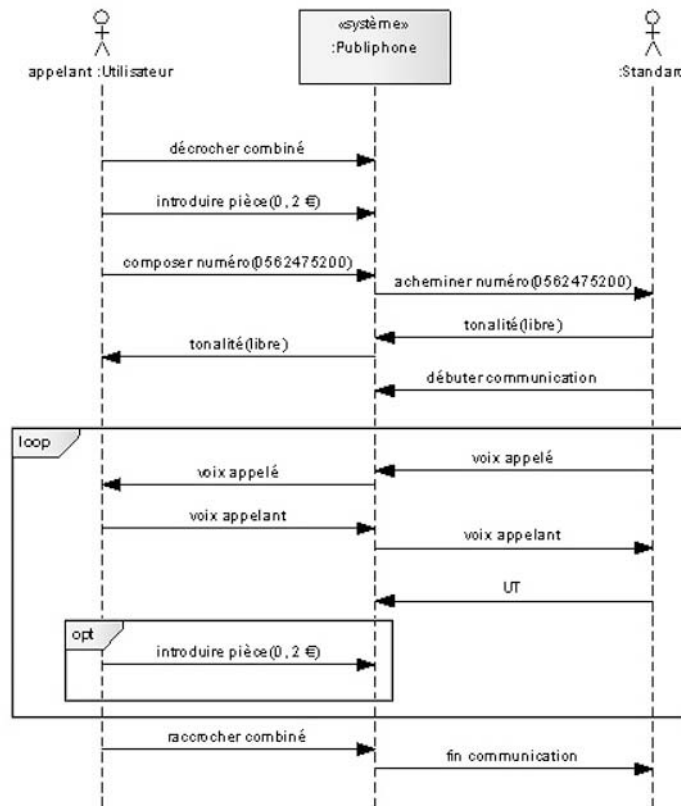 «système»
:Publiphone
appelant :Utilisateur
:Standard
décrocher combiné
introduire pièce(0,2 €)
composer numéro(0562475200)
acheminer numéro(0562475200)
tonalité(libre)
tonalité(libre)
débuter communication
loop
voix appelé
voix appelé
voix appelant
voix appelant
UT
opt
introduire pièce(0,2 €)
raccrocher combiné
fin communication